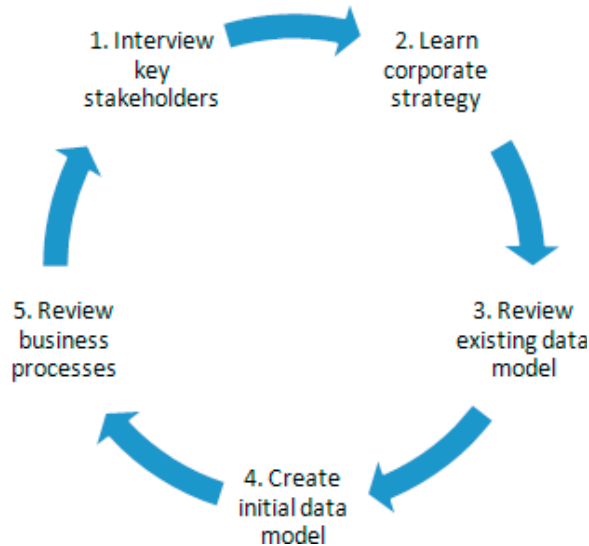 1. Interview
key
stakeholders
2. Learn
corporate
strategy
3. Review
existing data
model
4. Create
initial data
model
5. Review
business
processes